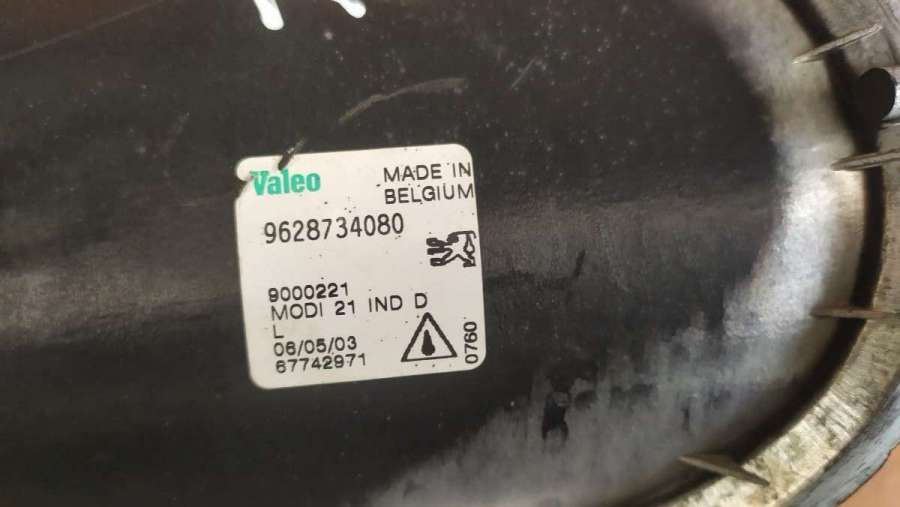 Valeo
MADE IN
BELGIUM
9628734080
9000221
MODI 21 IND D
L
06/05/03
67742971
0760